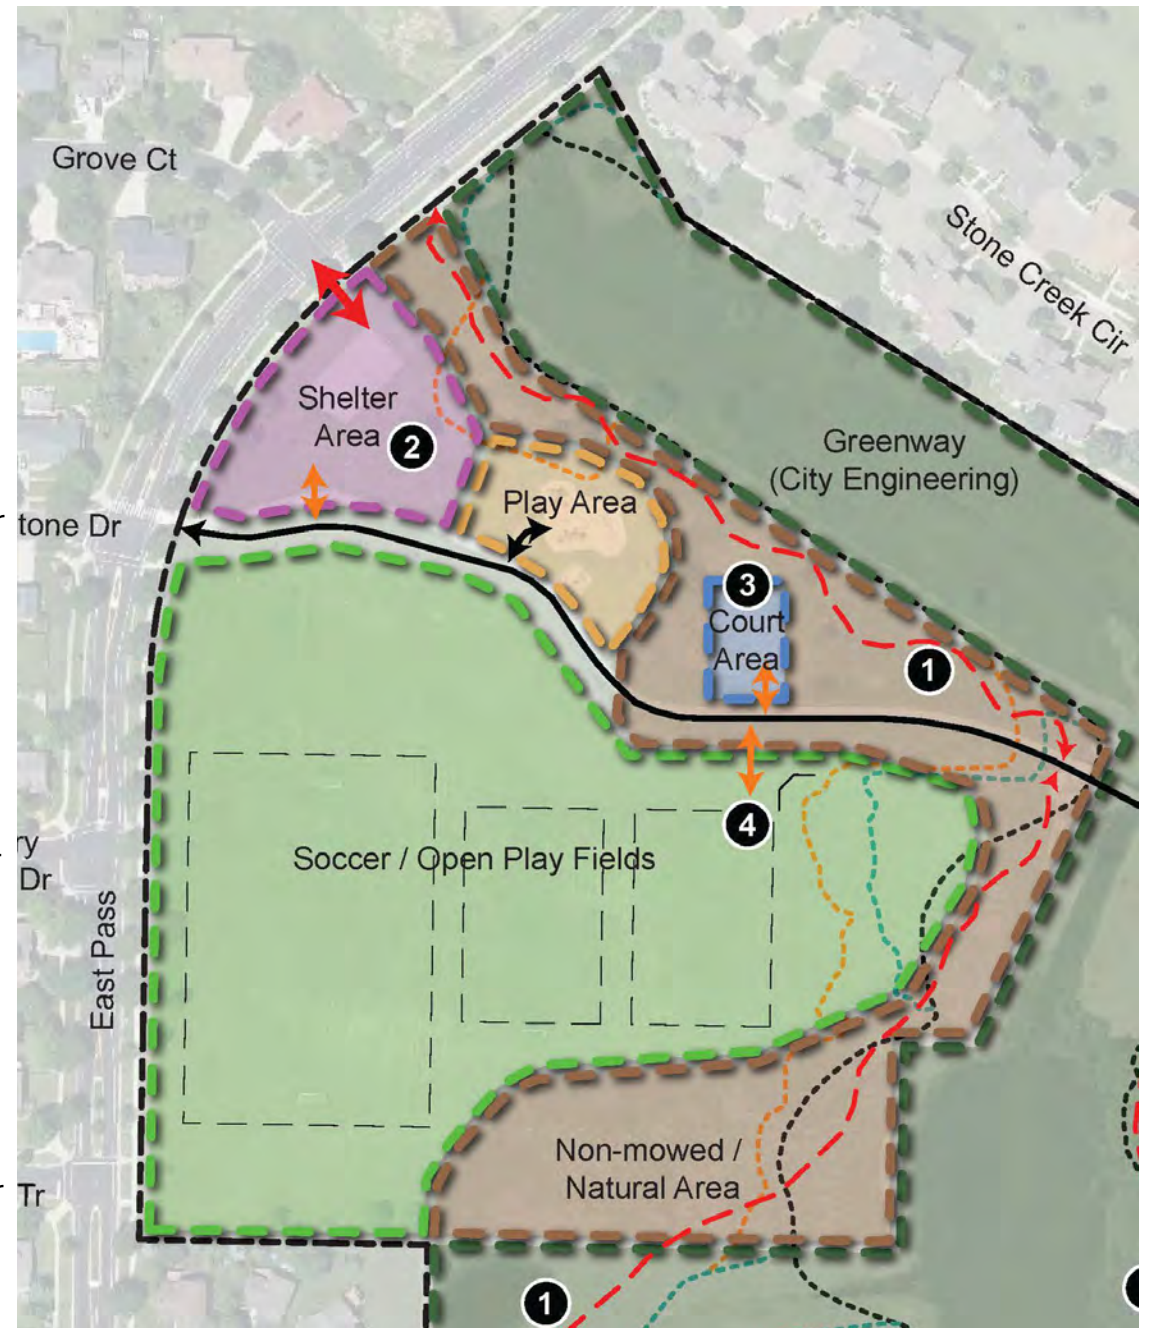 Grove Ct
Stone Creek Cir
Shelter
Area
2
Greenway
(City Engineering)
Play Area
tone Dr
3
Court
Area
1
4
ry
Dr
Soccer / Open Play Fields
East Pass
Non-mowed /
Natural Area
Tr
1